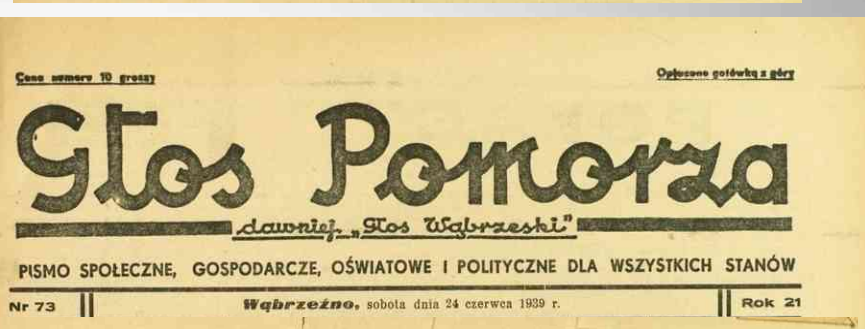 Cena numeru 10 groszy
Opłacono gotówką z góry
Głos Pomorza
dawniej „Głos Wąbrzeski"
PISMO SPOŁECZNE, GOSPODARCZE, OŚWIATOWE I POLITYCZNE DLA WSZYSTKICH STANÓW
Nr 73 Wąbrzeźno, sobota dnia 24 czerwca 1939 r. Rok 21